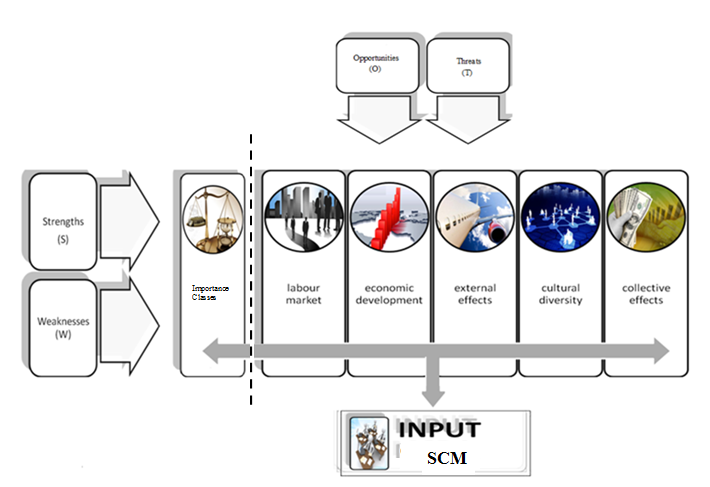 Opportunities
(O)
Threats
(T)
Strengths
(S)
Weaknesses
(W)
Importance
Classes
labour
market
economic
development
external
effects
cultural
diversity
collective
effects
INPUT
SCM